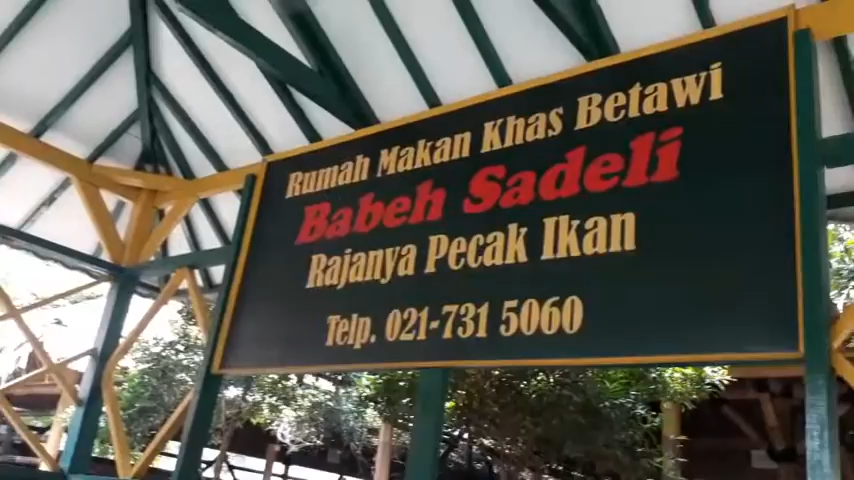 Rumah Makan Khas Betawi
Babeh Sadeli
Rajanya Pecak Ikan
Telp. 021-731 5060